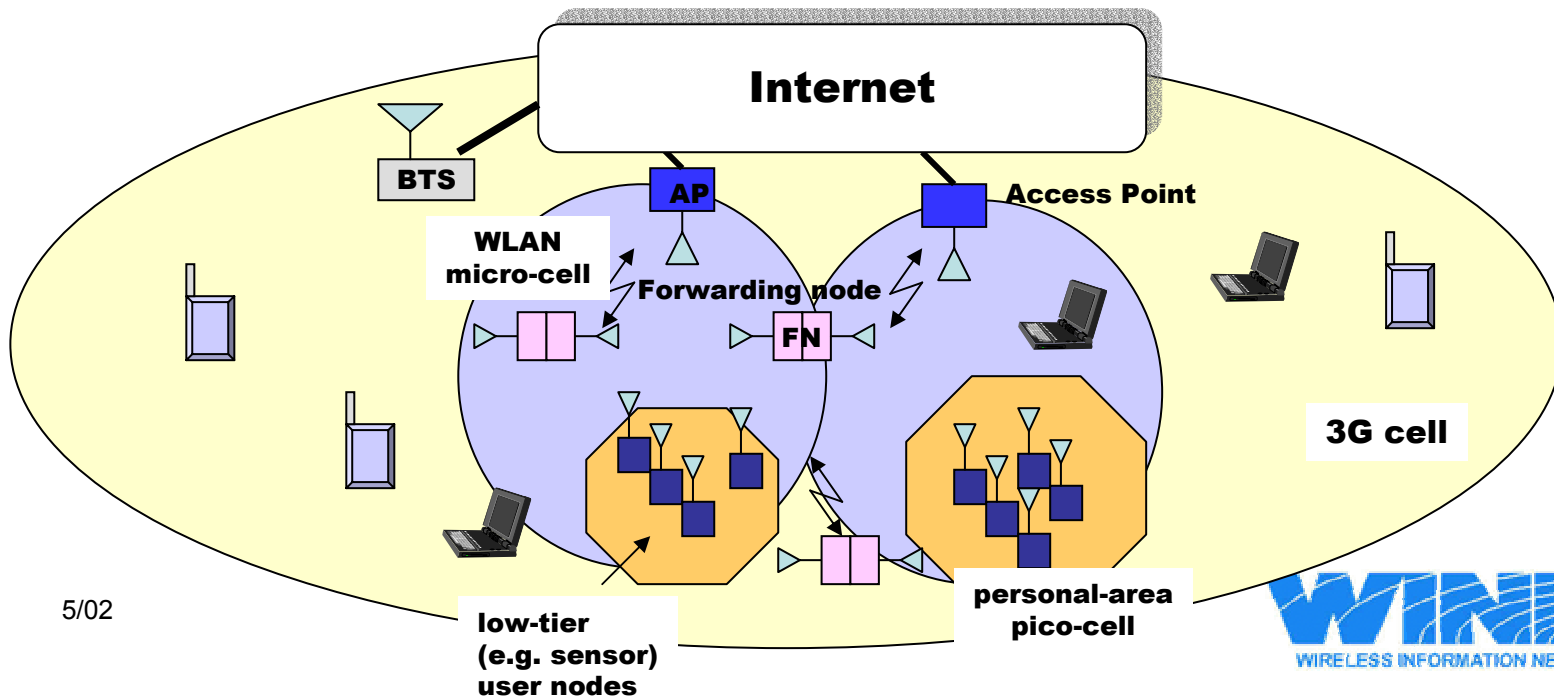 Internet
BTS
AP
Access Point
WLAN
micro-cell
Forwarding node
FN
3G cell
personal-area
pico-cell
5/02
low-tier
(e.g. sensor)
user nodes
WIRELESS INFORMATION